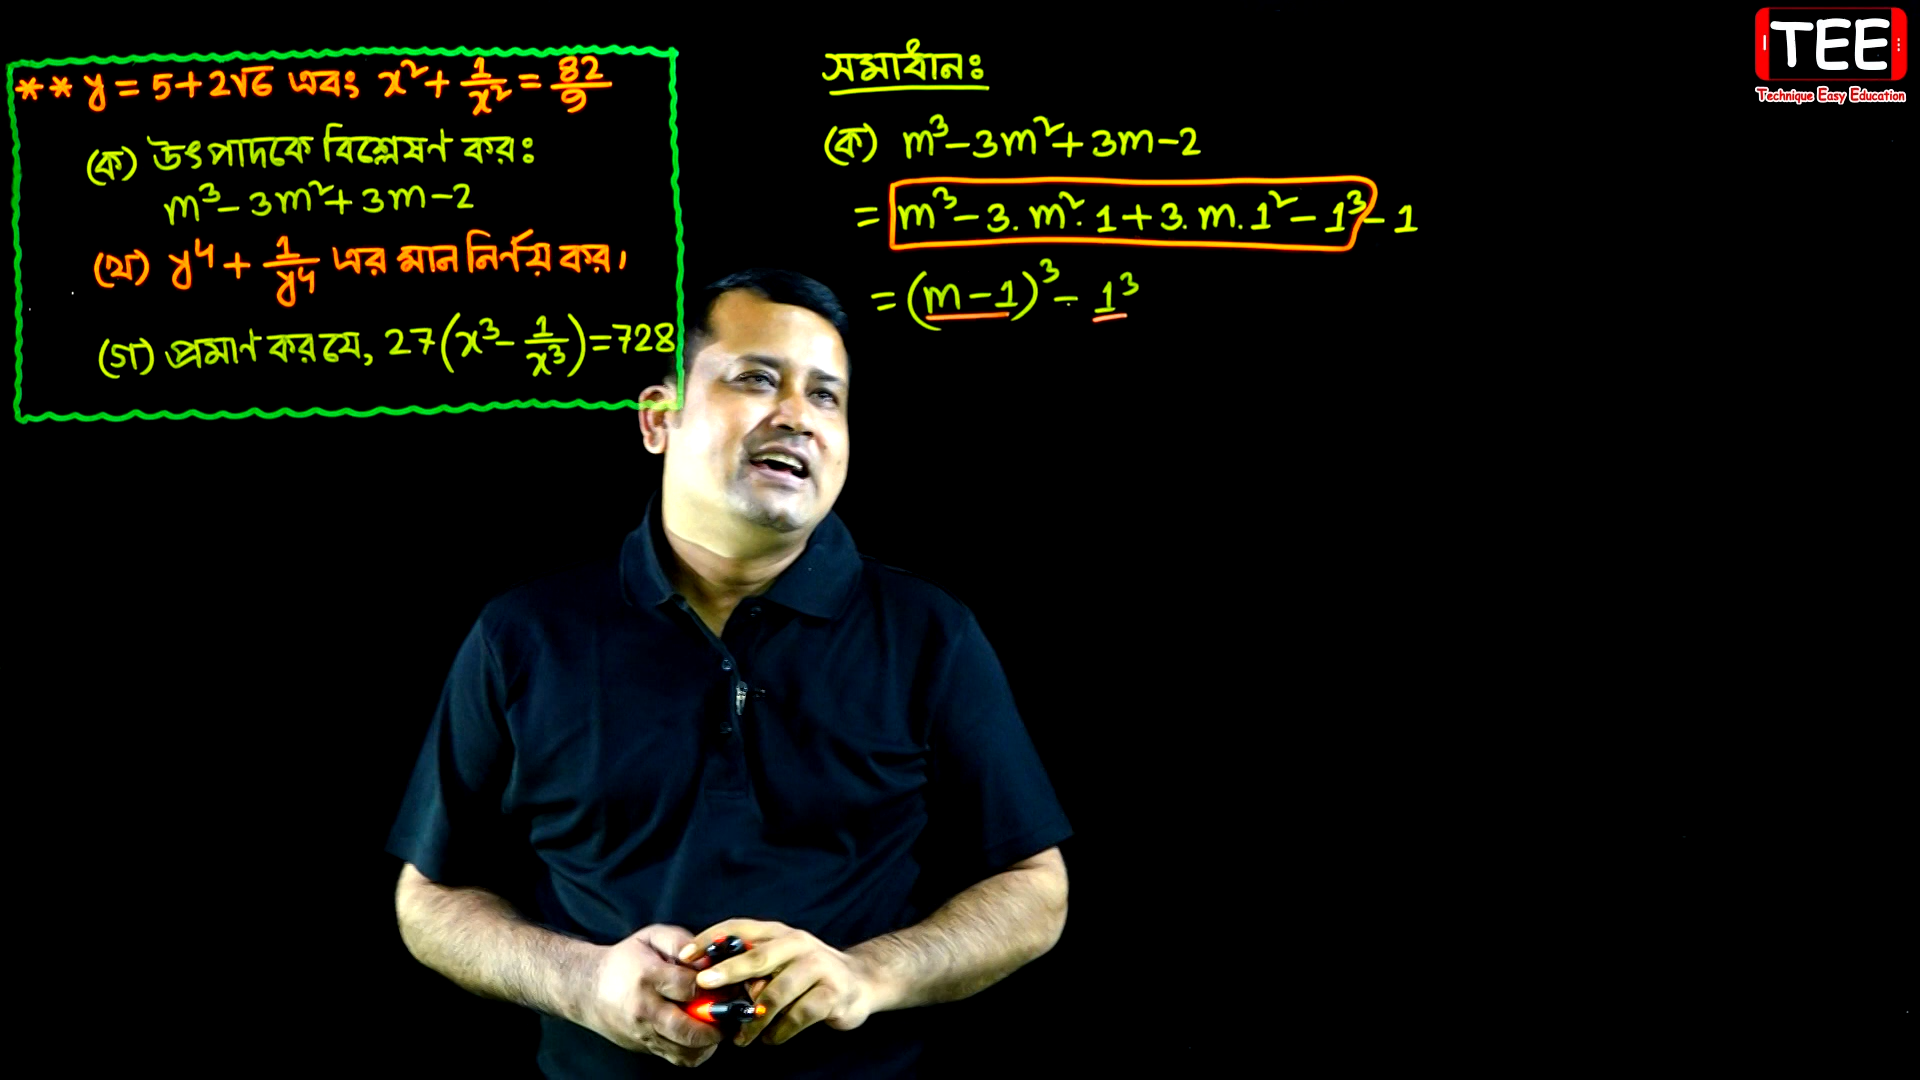 ** y = 5+2√6 এবং x² + 1/x² = 82/9
(ক) উৎপাদকে বিশ্লেষণ করঃ
m³ – 3m² + 3m – 2
(খ) y⁴ + 1/y⁴ এর মান নির্ণয় কর।
(গ) প্রমাণ কর যে, 27(x³ – 1/x³) = 728
সমাধানঃ
(ক) m³ – 3m² + 3m – 2
= m³ – 3. m². 1 + 3. m. 1² – 1³ – 1
= (m – 1)³ – 1³
TEE
Technique Easy Education